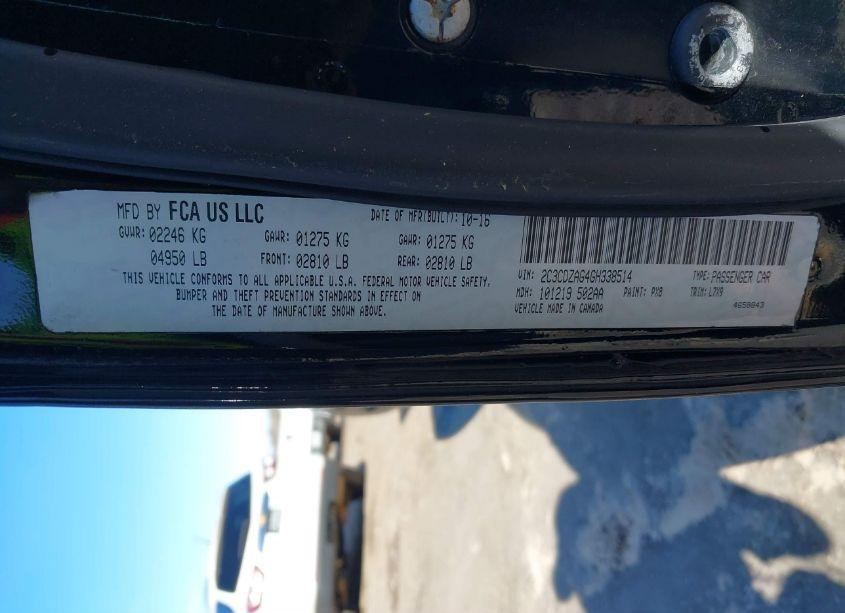 MFD BY FCA US LLC
DATE OF MFR(BUILT): 10-16
GVWR: 02246 KG GAWR: 01275 KG GAWR: 01275 KG
04950 LB FRONT: 02810 LB REAR: 02810 LB
THIS VEHICLE CONFORMS TO ALL APPLICABLE U.S.A. FEDERAL MOTOR VEHICLE SAFETY,
BUMPER AND THEFT PREVENTION STANDARDS IN EFFECT ON
THE DATE OF MANUFACTURE SHOWN ABOVE.
VIN: 2C3CDZAG4GH338514 TYPE: PASSENGER CAR
MDH: 101219 502AA PAINT: PX8 TRIM: L7X9
VEHICLE MADE IN CANADA